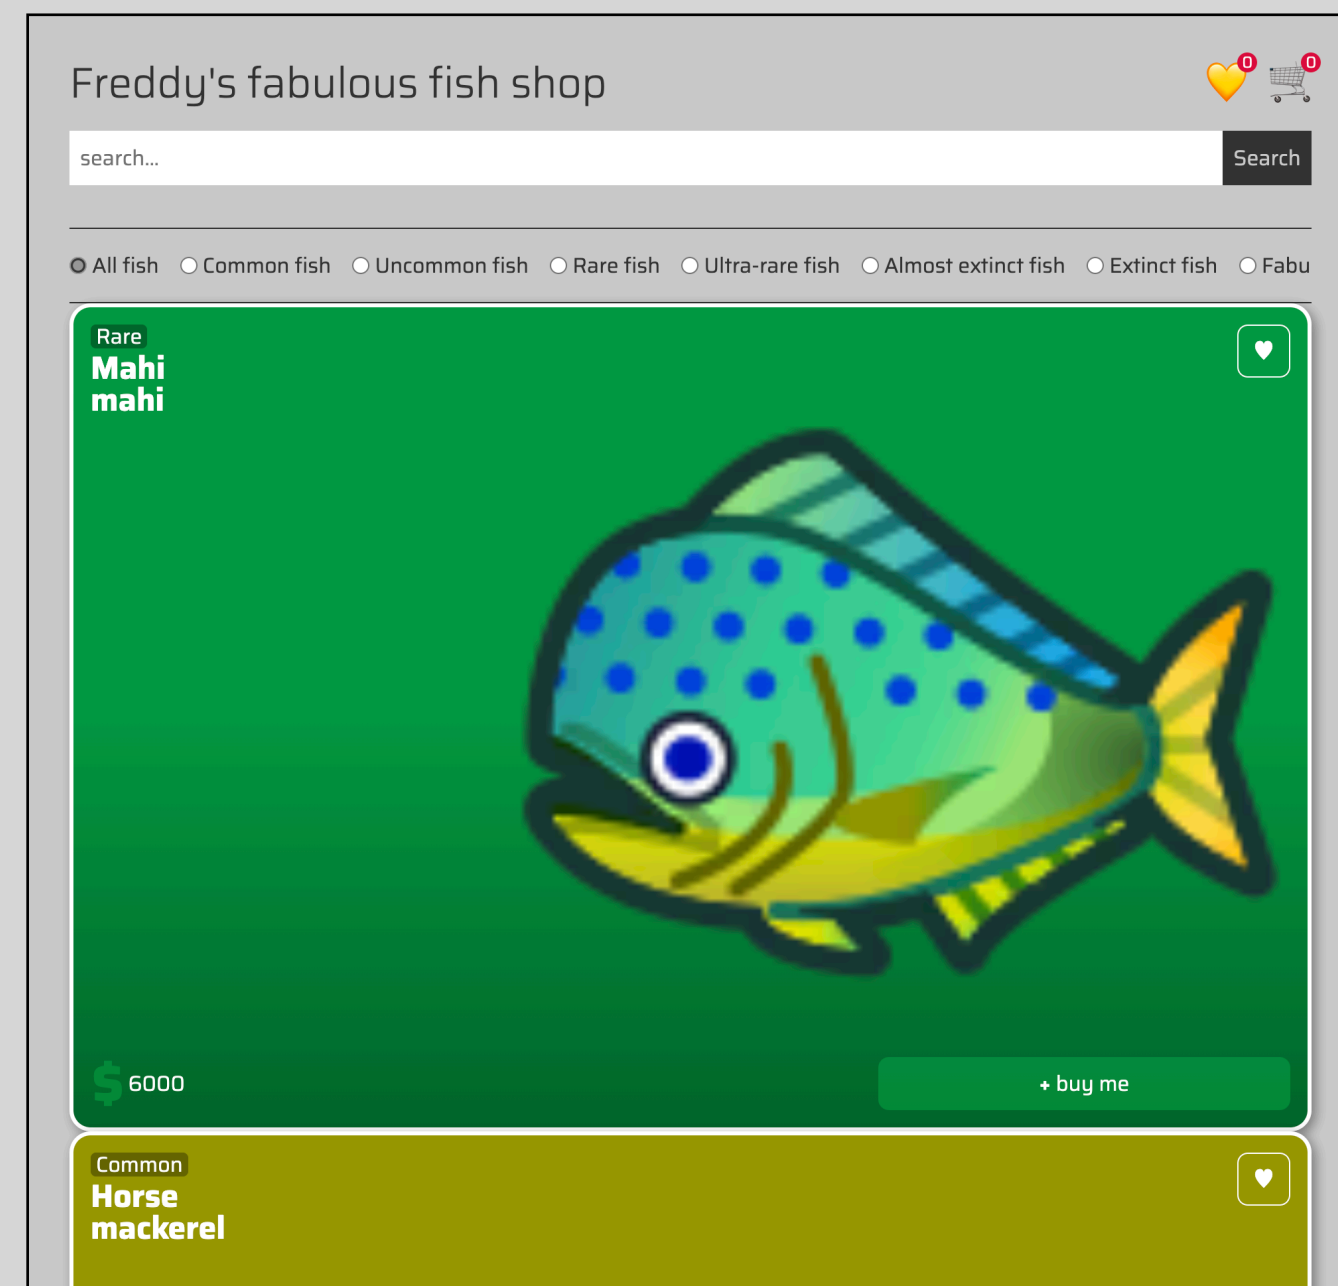 Freddy's fabulous fish shop
0
0
search...
Search
All fish Common fish Uncommon fish Rare fish Ultra-rare fish Almost extinct fish Extinct fish Fabu
Rare
Mahi
mahi
$ 6000
+ buy me
Common
Horse
mackerel